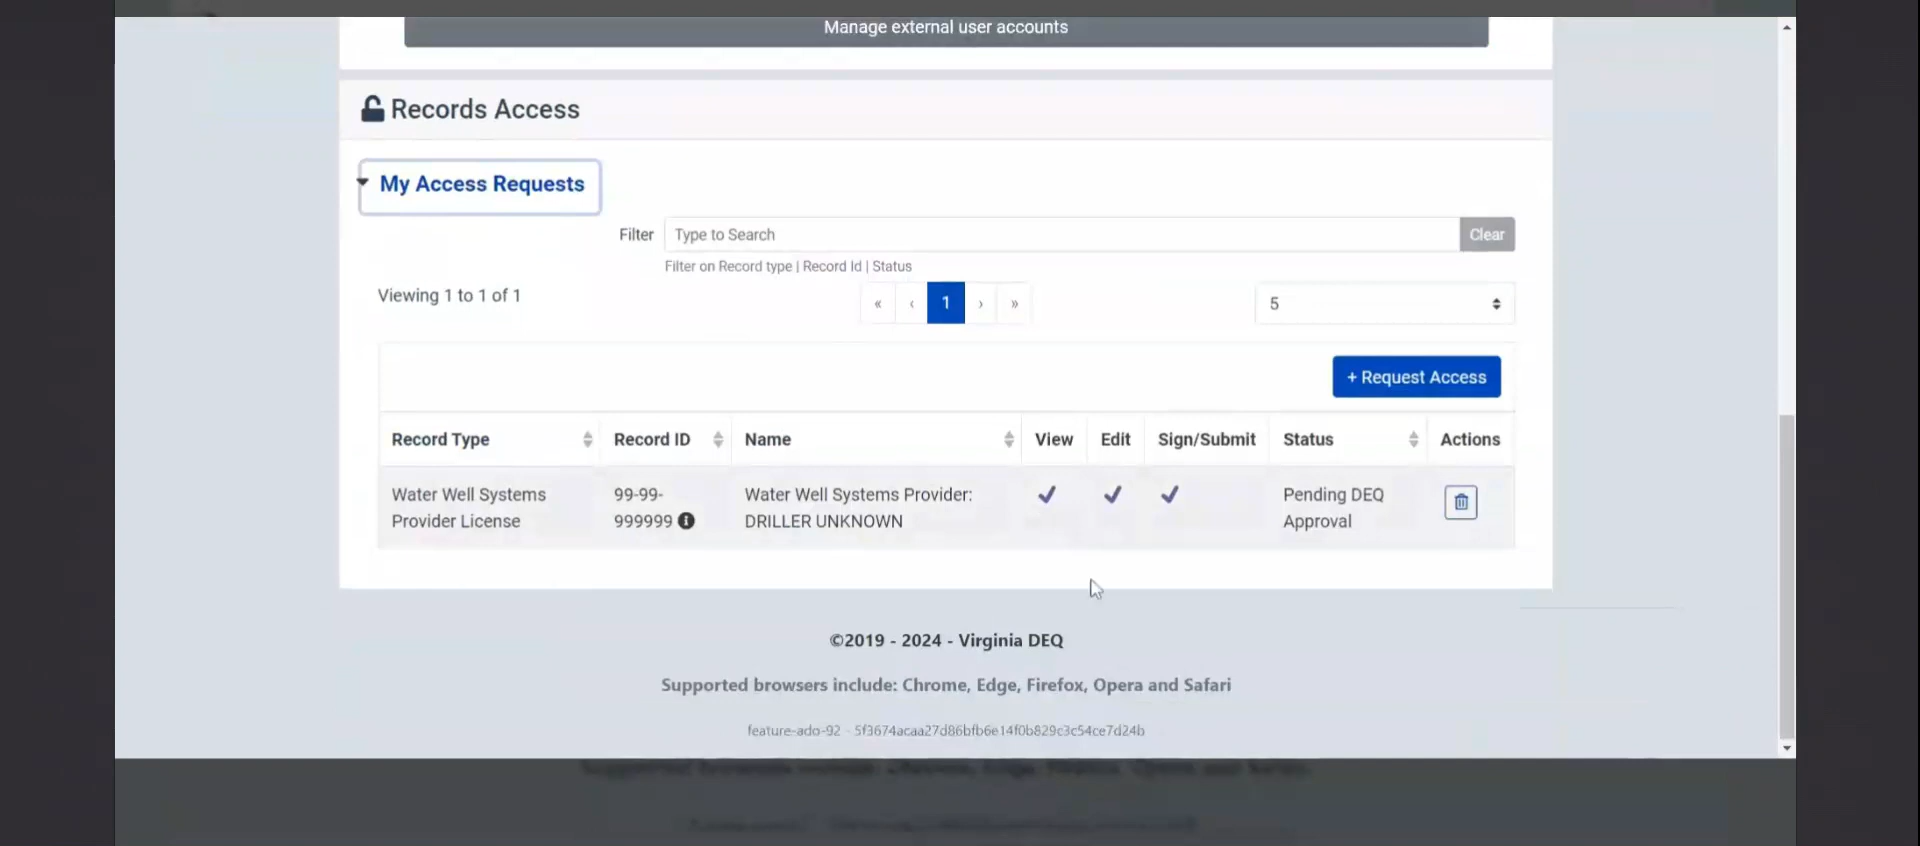 Manage external user accounts
Records Access
My Access Requests
Filter Type to Search Clear
Filter on Record type | Record Id | Status
Viewing 1 to 1 of 1 « ‹ 1 › » 5
+ Request Access
Record Type Record ID Name View Edit Sign/Submit Status Actions
Water Well Systems 99-99- Water Well Systems Provider: Pending DEQ
Provider License 999999 DRILLER UNKNOWN Approval
©2019 - 2024 - Virginia DEQ
Supported browsers include: Chrome, Edge, Firefox, Opera and Safari
feature-ado-92 - 5f3674acaa27d86bfb6e14f0b829c3c54ce7d24b